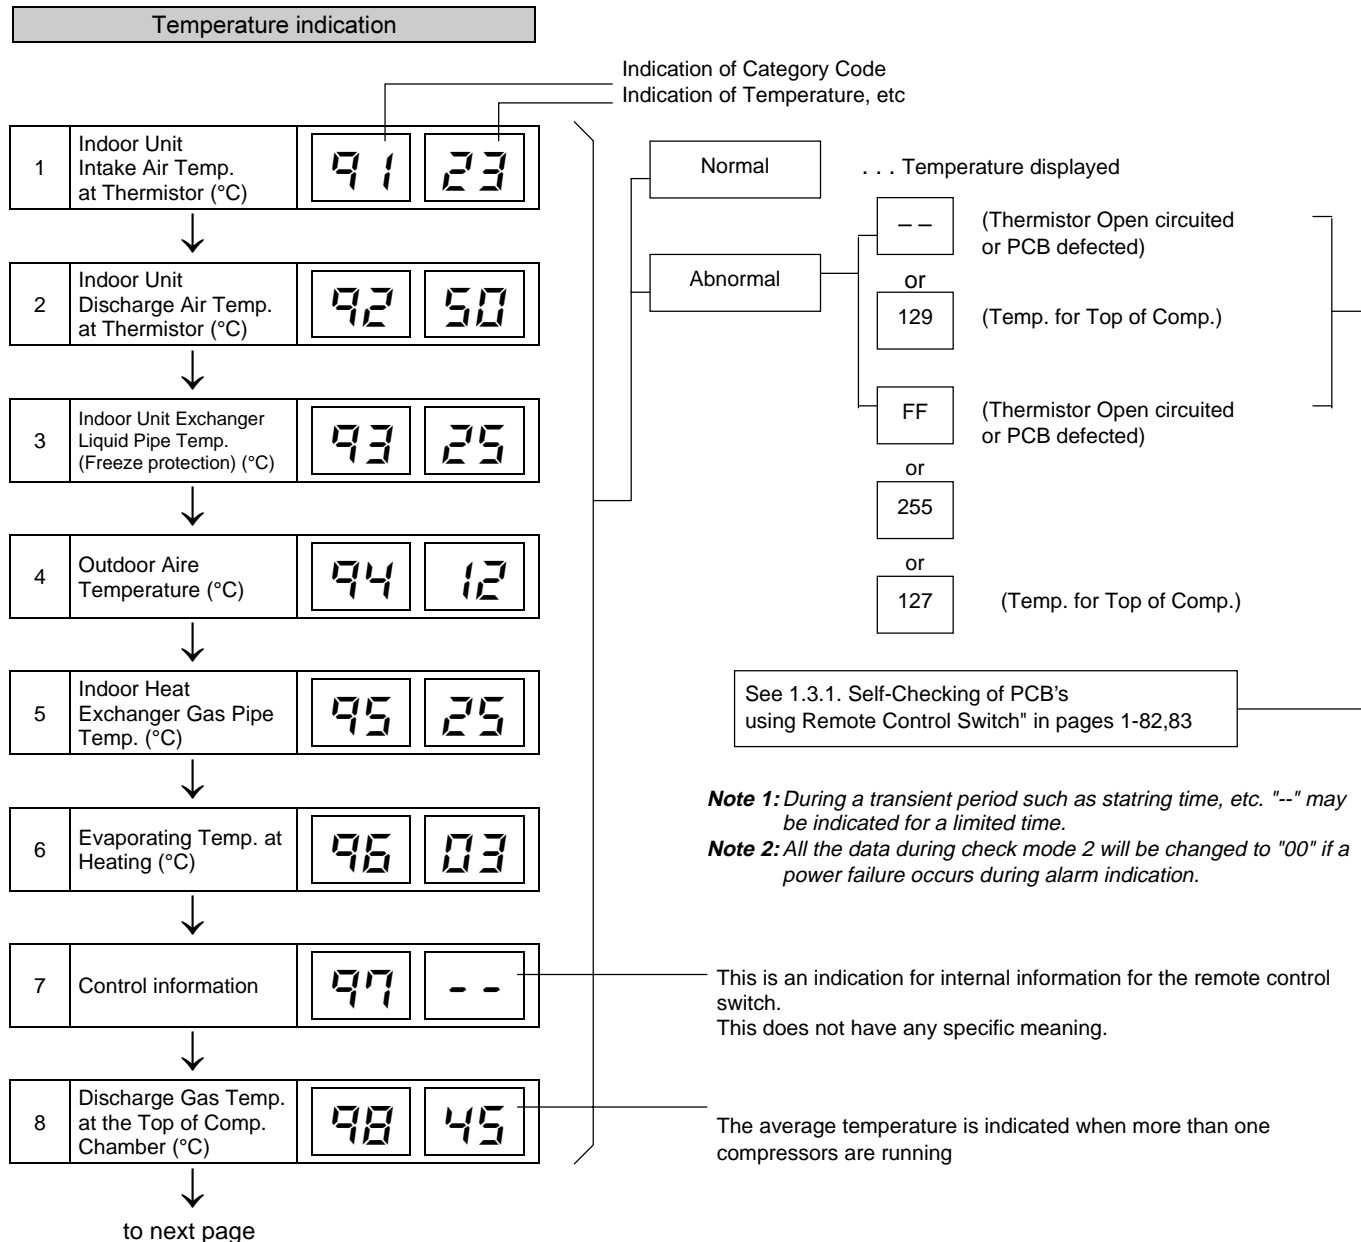 Temperature indication
Indication of Category Code
Indication of Temperature, etc
1
Indoor Unit
Intake Air Temp.
at Thermistor (°C)
91 23
2
Indoor Unit
Discharge Air Temp.
at Thermistor (°C)
92 50
3
Indoor Unit Exchanger
Liquid Pipe Temp.
(Freeze protection) (°C)
93 25
4
Outdoor Aire
Temperature (°C)
94 12
5
Indoor Heat
Exchanger Gas Pipe
Temp. (°C)
95 25
6
Evaporating Temp. at
Heating (°C)
96 03
7
Control information
97 --
8
Discharge Gas Temp.
at the Top of Comp.
Chamber (°C)
98 45
to next page
Normal
. . . Temperature displayed
Abnormal
– –
(Thermistor Open circuited
or PCB defected)
or
129
(Temp. for Top of Comp.)
FF
(Thermistor Open circuited
or PCB defected)
or
255
or
127
(Temp. for Top of Comp.)
See 1.3.1. Self-Checking of PCB's
using Remote Control Switch" in pages 1-82,83
Note 1: During a transient period such as statring time, etc. "--" may
be indicated for a limited time.
Note 2: All the data during check mode 2 will be changed to "00" if a
power failure occurs during alarm indication.
This is an indication for internal information for the remote control
switch.
This does not have any specific meaning.
The average temperature is indicated when more than one
compressors are running